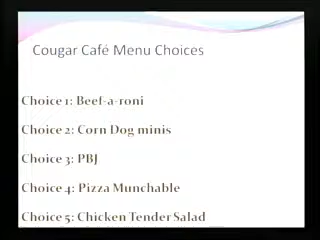 Cougar Café Menu Choices
Choice 1: Beef-a-roni
Choice 2: Corn Dog minis
Choice 3: PBJ
Choice 4: Pizza Munchable
Choice 5: Chicken Tender Salad